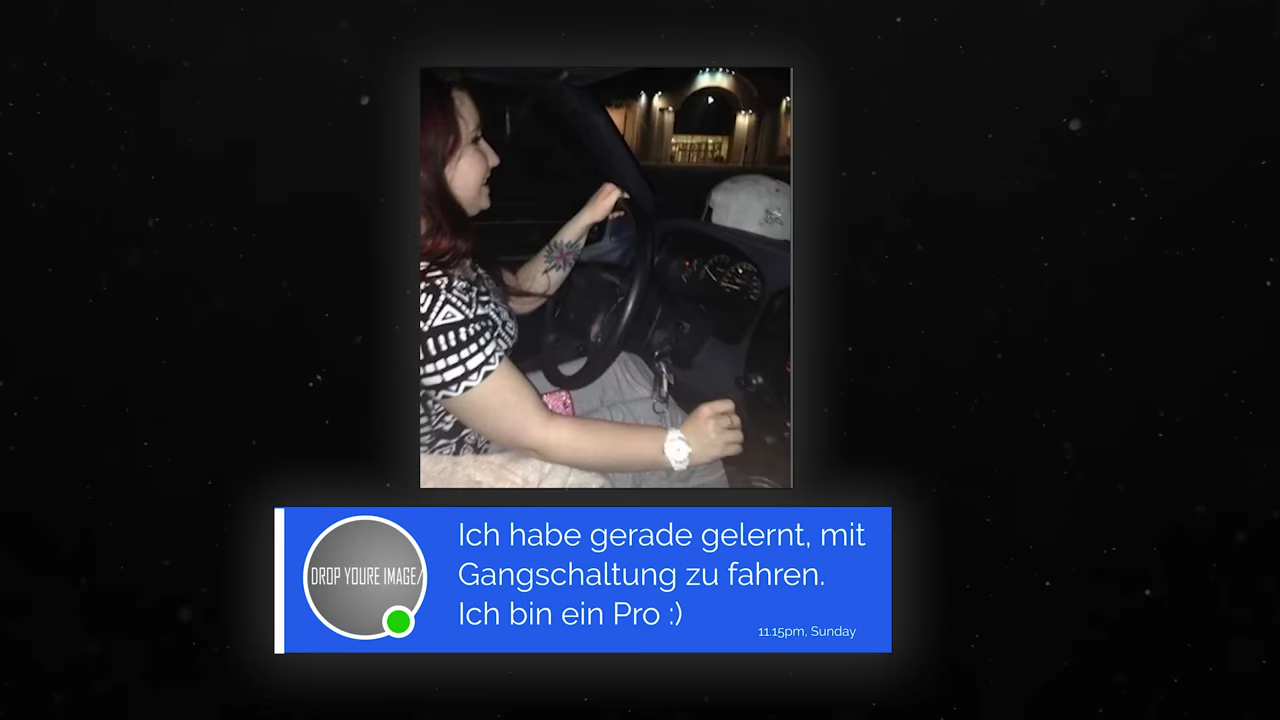 DROP YOURE IMAGE/
Ich habe gerade gelernt, mit
Gangschaltung zu fahren.
Ich bin ein Pro :)
11.15pm, Sunday